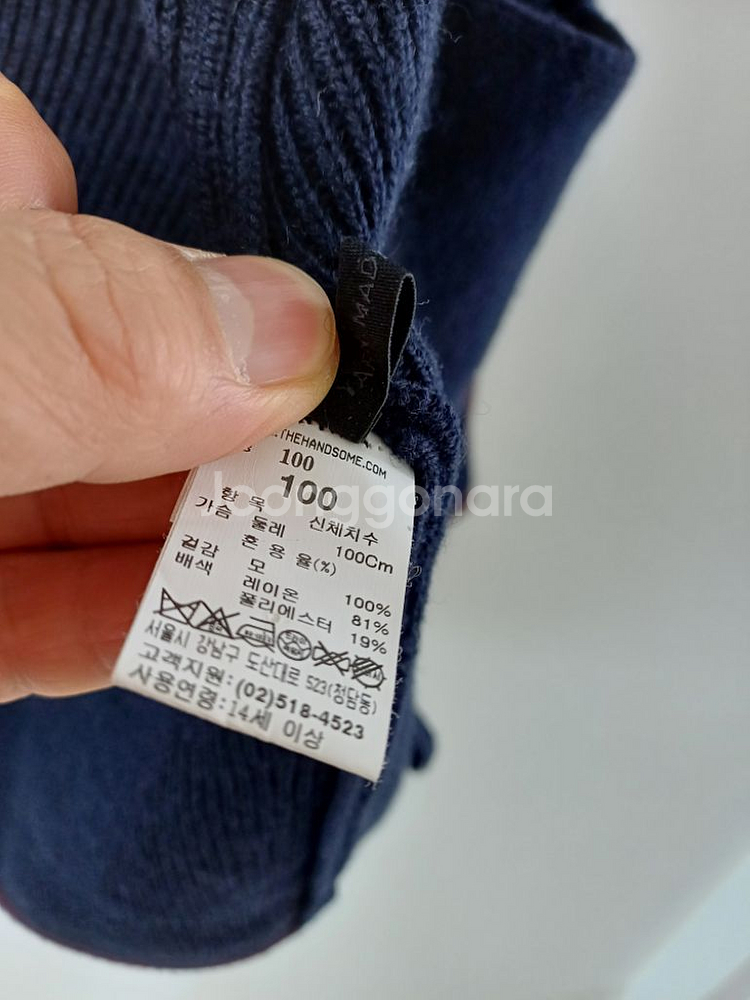 MAD
.THEHANDSOME.COM
100
100
항 목 신체치수
가슴 둘레 100Cm
혼 용 율(%)
겉감 모 100%
배색 레이온 81%
폴리에스터 19%
서울시 강남구 도산대로 523(청담동)
고객지원:(02)518-4523
사용연령:14세 이상
joonggonara